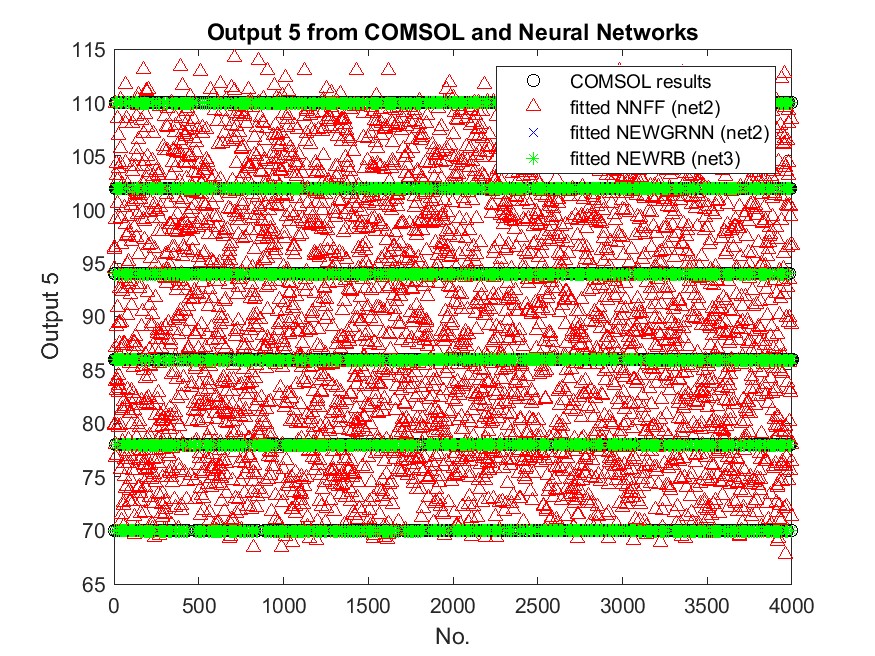 Output 5 from COMSOL and Neural Networks
115
110
105
100
95
90
85
80
75
70
65
Output 5
COMSOL results
fitted NNFF (net2)
fitted NEWGRNN (net2)
fitted NEWRB (net3)
0 500 1000 1500 2000 2500 3000 3500 4000
No.